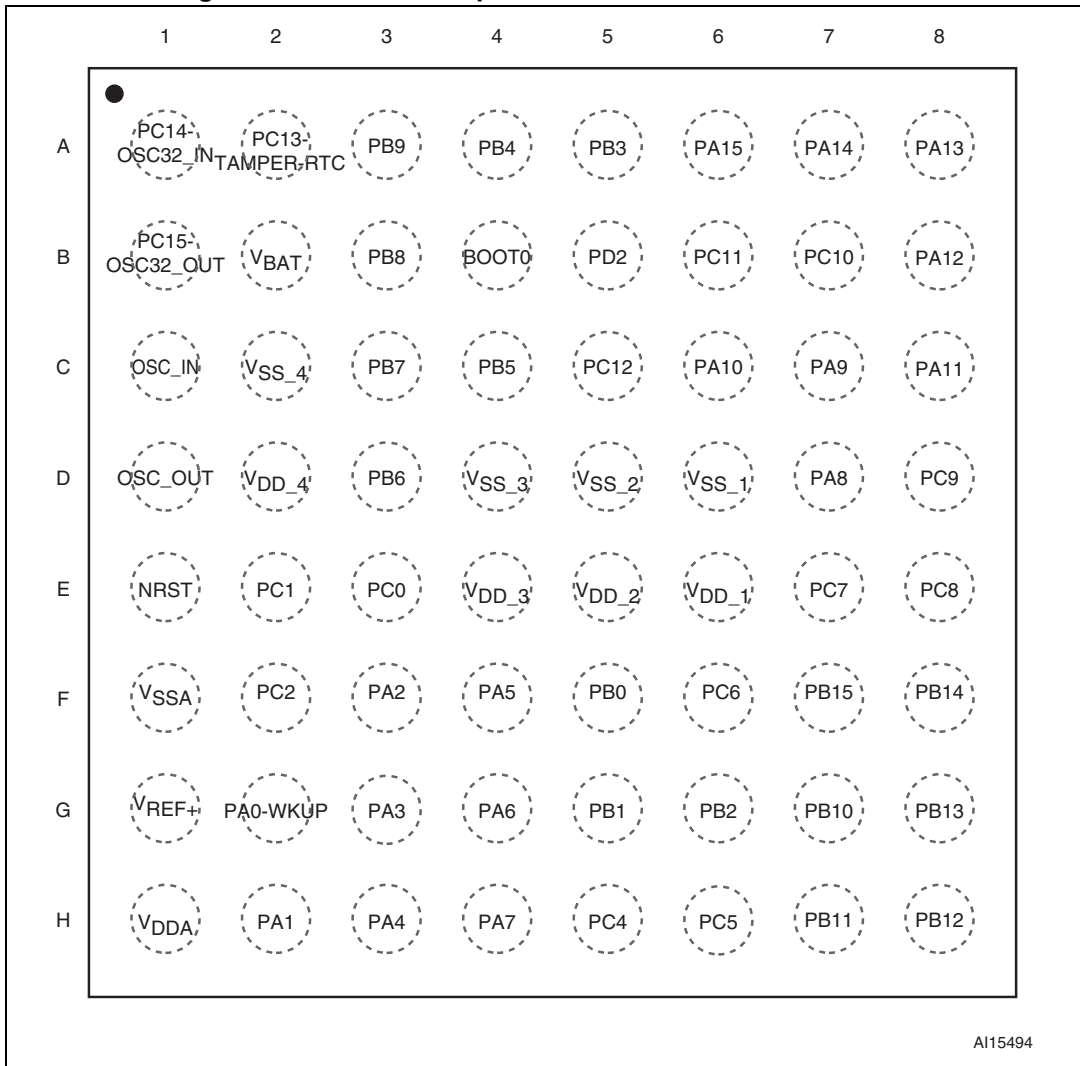 1 2 3 4 5 6 7 8
A PC14-OSC32_IN PC13-TAMPER-RTC PB9 PB4 PB3 PA15 PA14 PA13
B PC15-OSC32_OUT VBAT PB8 BOOT0 PD2 PC11 PC10 PA12
C OSC_IN VSS_4 PB7 PB5 PC12 PA10 PA9 PA11
D OSC_OUT VDD_4 PB6 VSS_3 VSS_2 VSS_1 PA8 PC9
E NRST PC1 PC0 VDD_3 VDD_2 VDD_1 PC7 PC8
F VSSA PC2 PA2 PA5 PB0 PC6 PB15 PB14
G VREF+ PA0-WKUP PA3 PA6 PB1 PB2 PB10 PB13
H VDDA PA1 PA4 PA7 PC4 PC5 PB11 PB12
AI15494